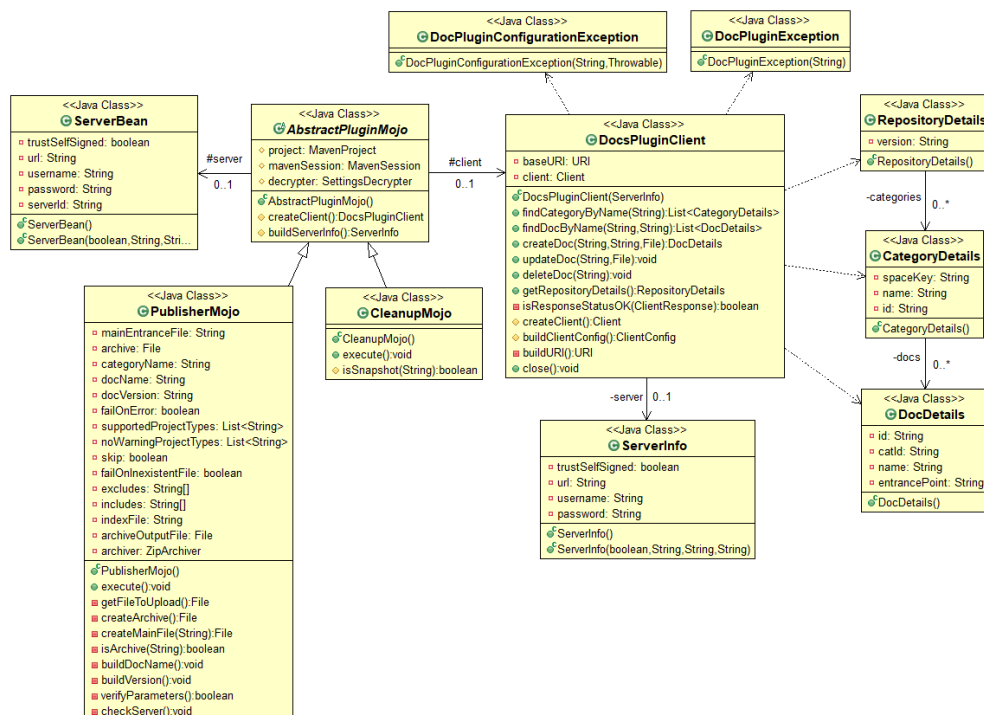 <<Java Class>>
DocPluginConfigurationException
DocPluginConfigurationException(String,Throwable)
<<Java Class>>
DocPluginException
DocPluginException(String)
<<Java Class>>
ServerBean
trustSelfSigned: boolean
url: String
username: String
password: String
serverId: String
ServerBean()
ServerBean(boolean,String,Stri...
#server
0..1
<<Java Class>>
AbstractPluginMojo
project: MavenProject
mavenSession: MavenSession
decrypter: SettingsDecrypter
AbstractPluginMojo()
createClient():DocsPluginClient
buildServerInfo():ServerInfo
#client
0..1
<<Java Class>>
DocsPluginClient
baseURI: URI
client: Client
DocsPluginClient(ServerInfo)
findCategoryByName(String):List<CategoryDetails>
findDocByName(String,String):List<DocDetails>
createDoc(String,String,File):DocDetails
updateDoc(String,File):void
deleteDoc(String):void
getRepositoryDetails():RepositoryDetails
isResponseStatusOK(ClientResponse):boolean
createClient():Client
buildClientConfig():ClientConfig
buildURI():URI
close():void
<<Java Class>>
RepositoryDetails
version: String
RepositoryDetails()
-categories
0..*
<<Java Class>>
CategoryDetails
spaceKey: String
name: String
id: String
CategoryDetails()
-docs
0..*
<<Java Class>>
DocDetails
id: String
catId: String
name: String
entrancePoint: String
DocDetails()
<<Java Class>>
PublisherMojo
mainEntranceFile: String
archive: File
categoryName: String
docName: String
docVersion: String
failOnError: boolean
supportedProjectTypes: List<String>
noWarningProjectTypes: List<String>
skip: boolean
failOnInexistentFile: boolean
excludes: String[]
includes: String[]
indexFile: String
archiveOutputFile: File
archiver: ZipArchiver
PublisherMojo()
execute():void
getFileToUpload():File
createArchive():File
createMainFile(String):File
isArchive(String):boolean
buildDocName():void
buildVersion():void
verifyParameters():boolean
checkServer():void
<<Java Class>>
CleanupMojo
CleanupMojo()
execute():void
isSnapshot(String):boolean
-server
0..1
<<Java Class>>
ServerInfo
trustSelfSigned: boolean
url: String
username: String
password: String
ServerInfo()
ServerInfo(boolean,String,String,String)